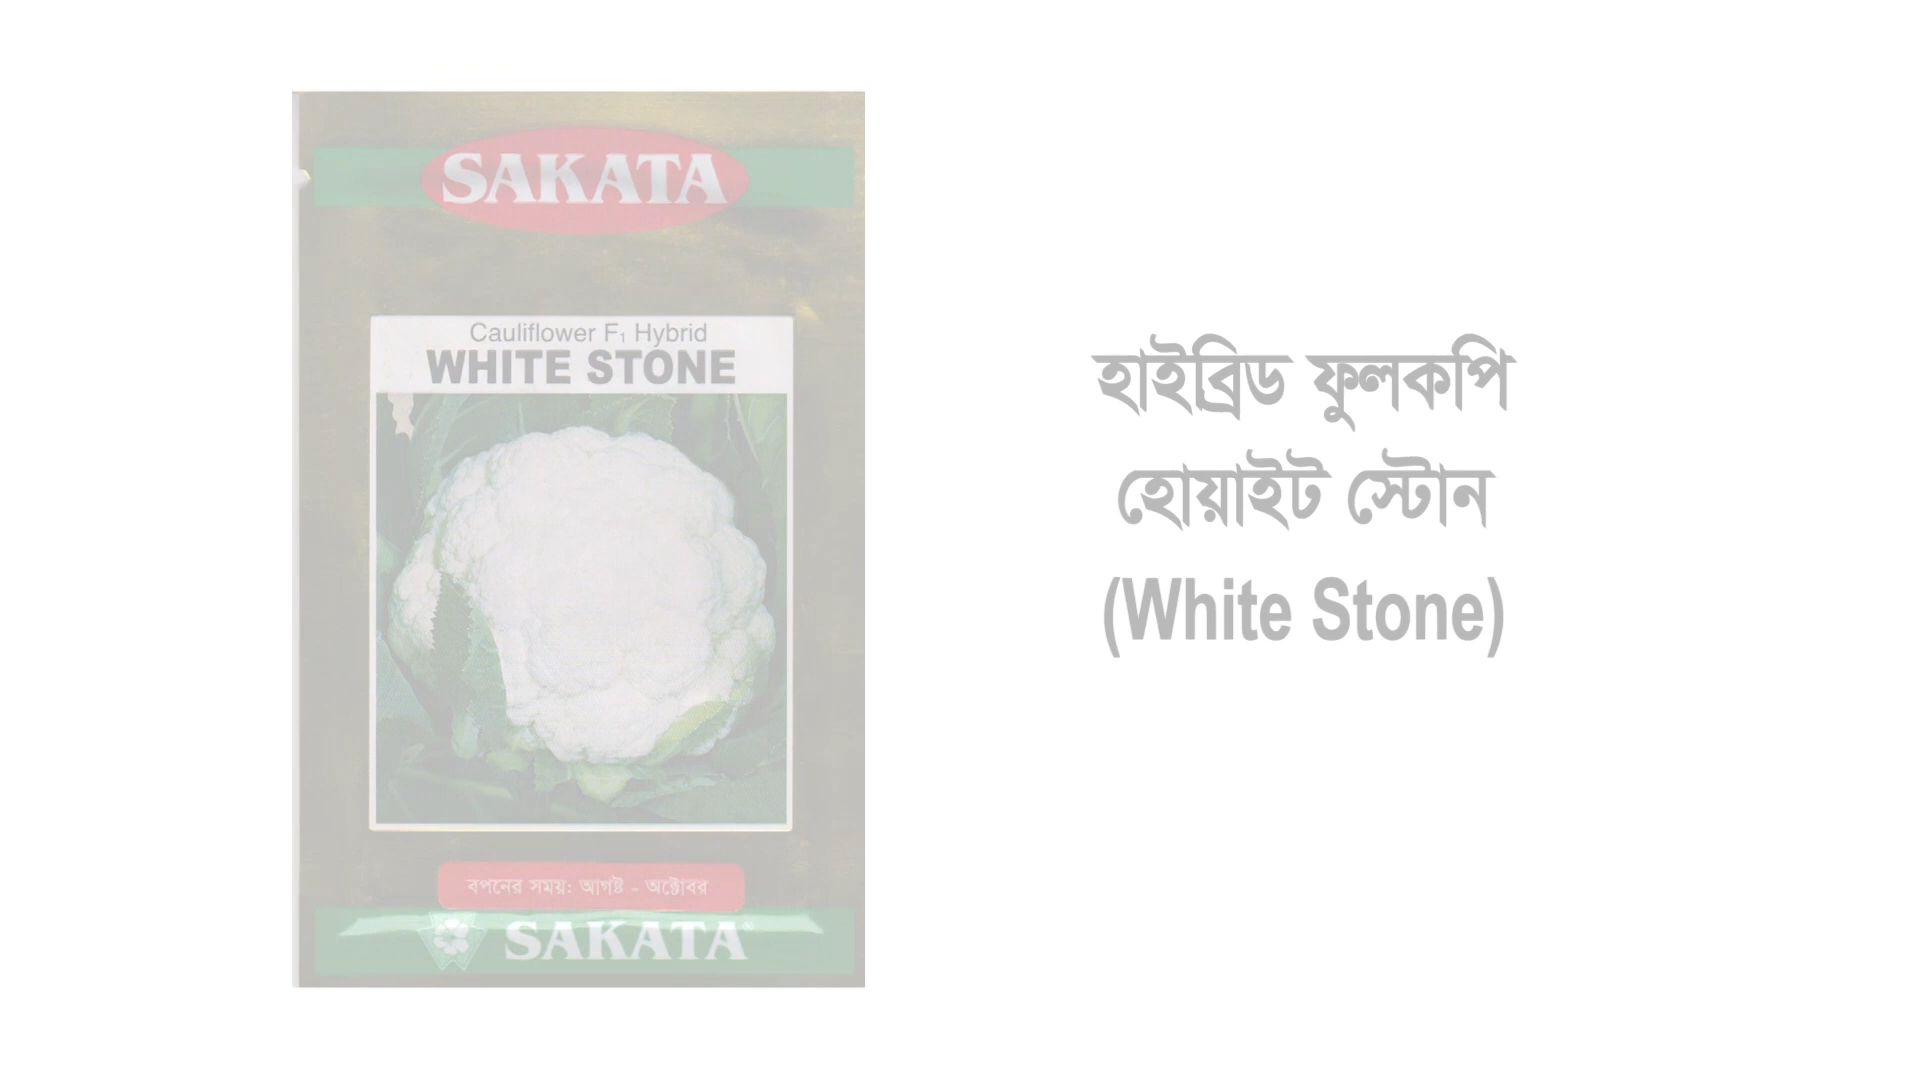 SAKATA
Cauliflower F₁ Hybrid
WHITE STONE
বপনের সময়: আগষ্ট - অক্টোবর
SAKATA®
হাইব্রিড ফুলকপি
হোয়াইট স্টোন
(White Stone)